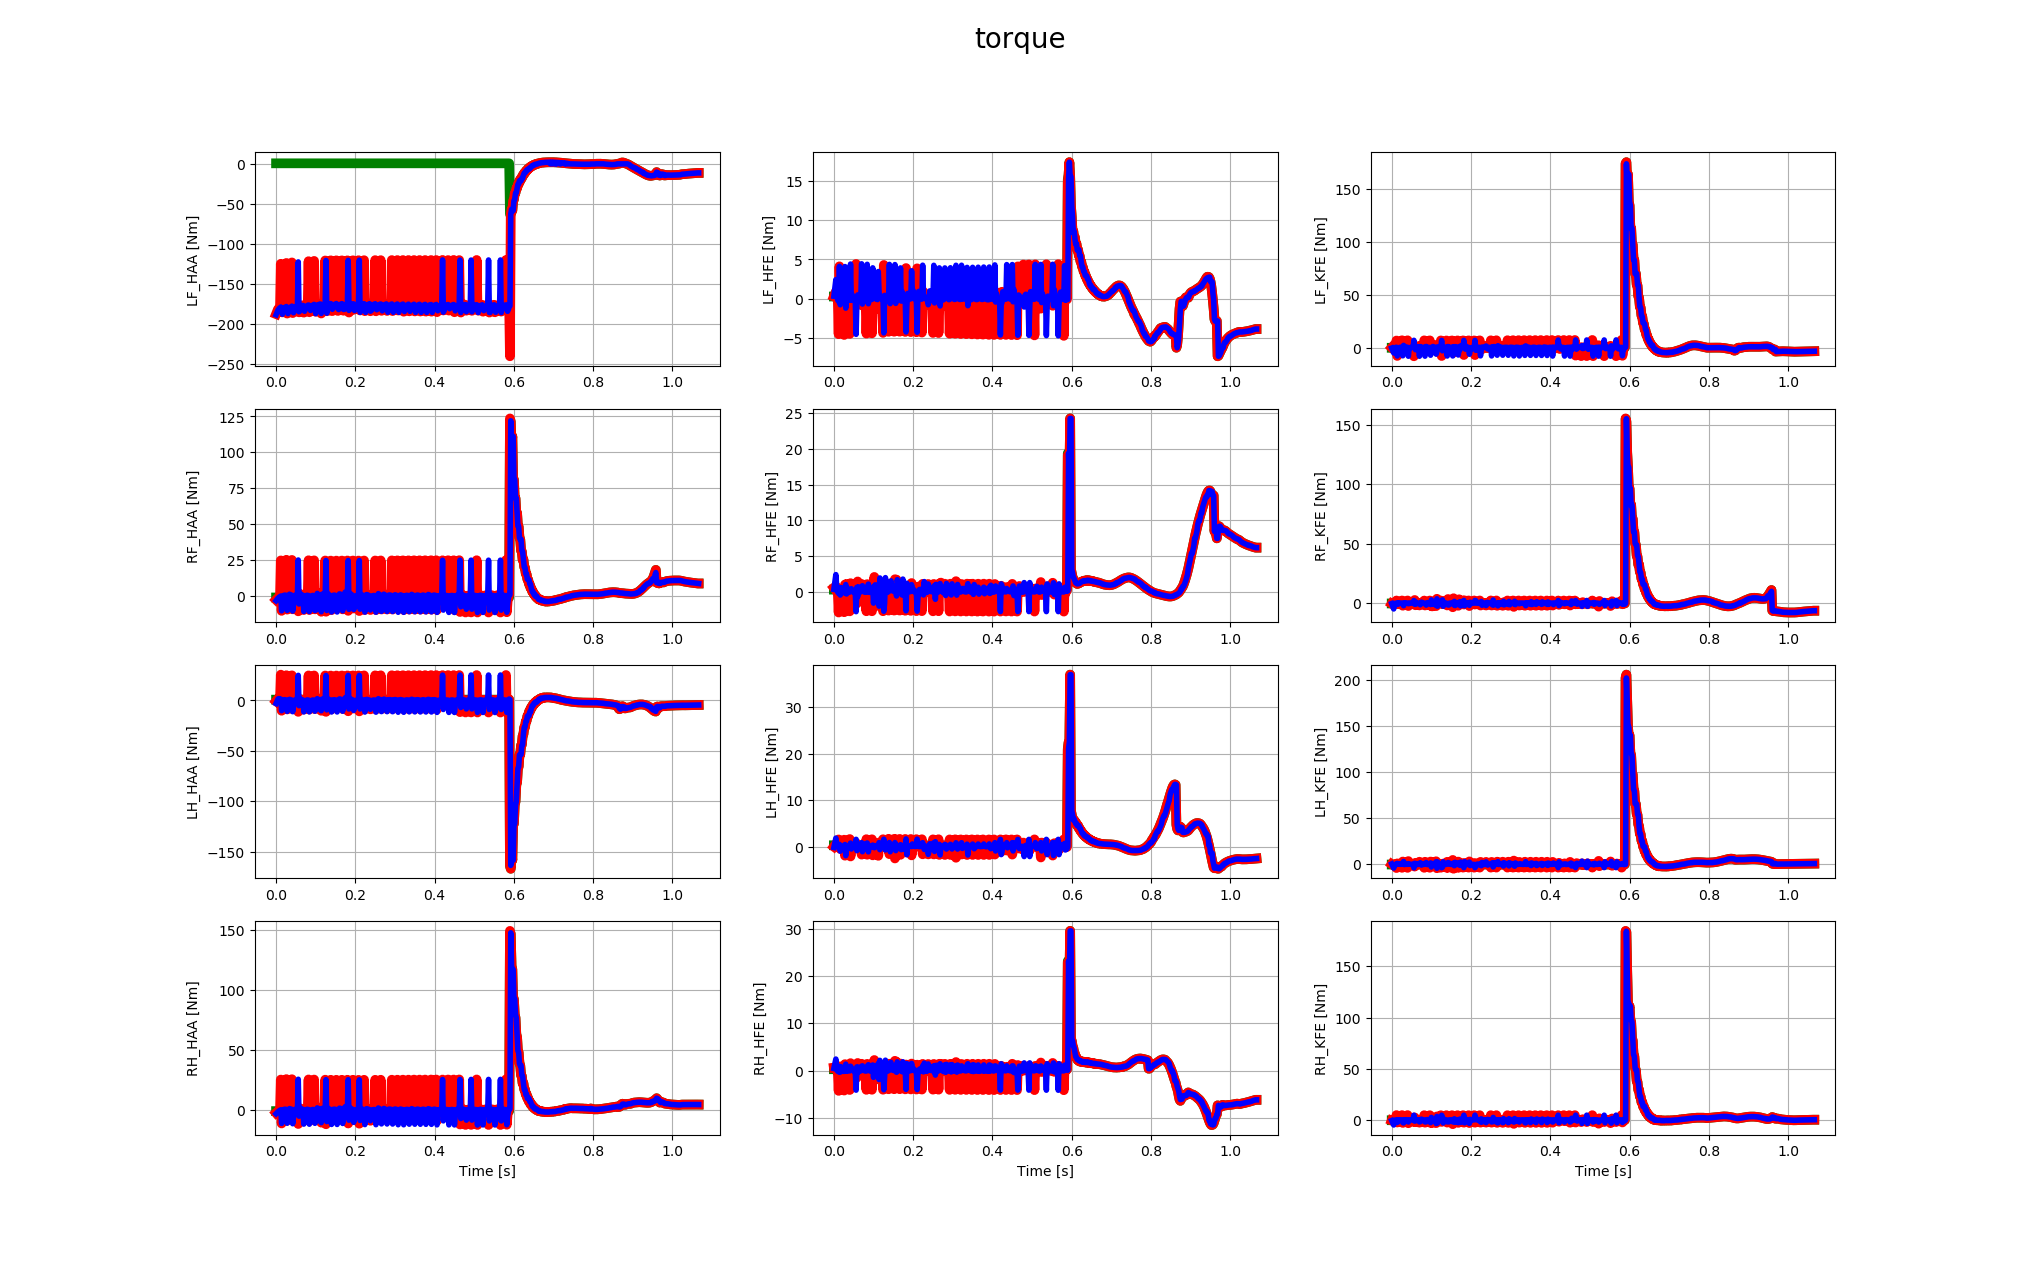 torque
LF_HAA [Nm]
0
−50
−100
−150
−200
−250
0.0 0.2 0.4 0.6 0.8 1.0
LF_HFE [Nm]
15
10
5
0
−5
0.0 0.2 0.4 0.6 0.8 1.0
LF_KFE [Nm]
150
100
50
0
0.0 0.2 0.4 0.6 0.8 1.0
RF_HAA [Nm]
125
100
75
50
25
0
0.0 0.2 0.4 0.6 0.8 1.0
RF_HFE [Nm]
25
20
15
10
5
0
0.0 0.2 0.4 0.6 0.8 1.0
RF_KFE [Nm]
150
100
50
0
0.0 0.2 0.4 0.6 0.8 1.0
LH_HAA [Nm]
0
−50
−100
−150
0.0 0.2 0.4 0.6 0.8 1.0
LH_HFE [Nm]
30
20
10
0
0.0 0.2 0.4 0.6 0.8 1.0
LH_KFE [Nm]
200
150
100
50
0
0.0 0.2 0.4 0.6 0.8 1.0
RH_HAA [Nm]
150
100
50
0
0.0 0.2 0.4 0.6 0.8 1.0
Time [s]
RH_HFE [Nm]
30
20
10
0
−10
0.0 0.2 0.4 0.6 0.8 1.0
Time [s]
RH_KFE [Nm]
150
100
50
0
0.0 0.2 0.4 0.6 0.8 1.0
Time [s]